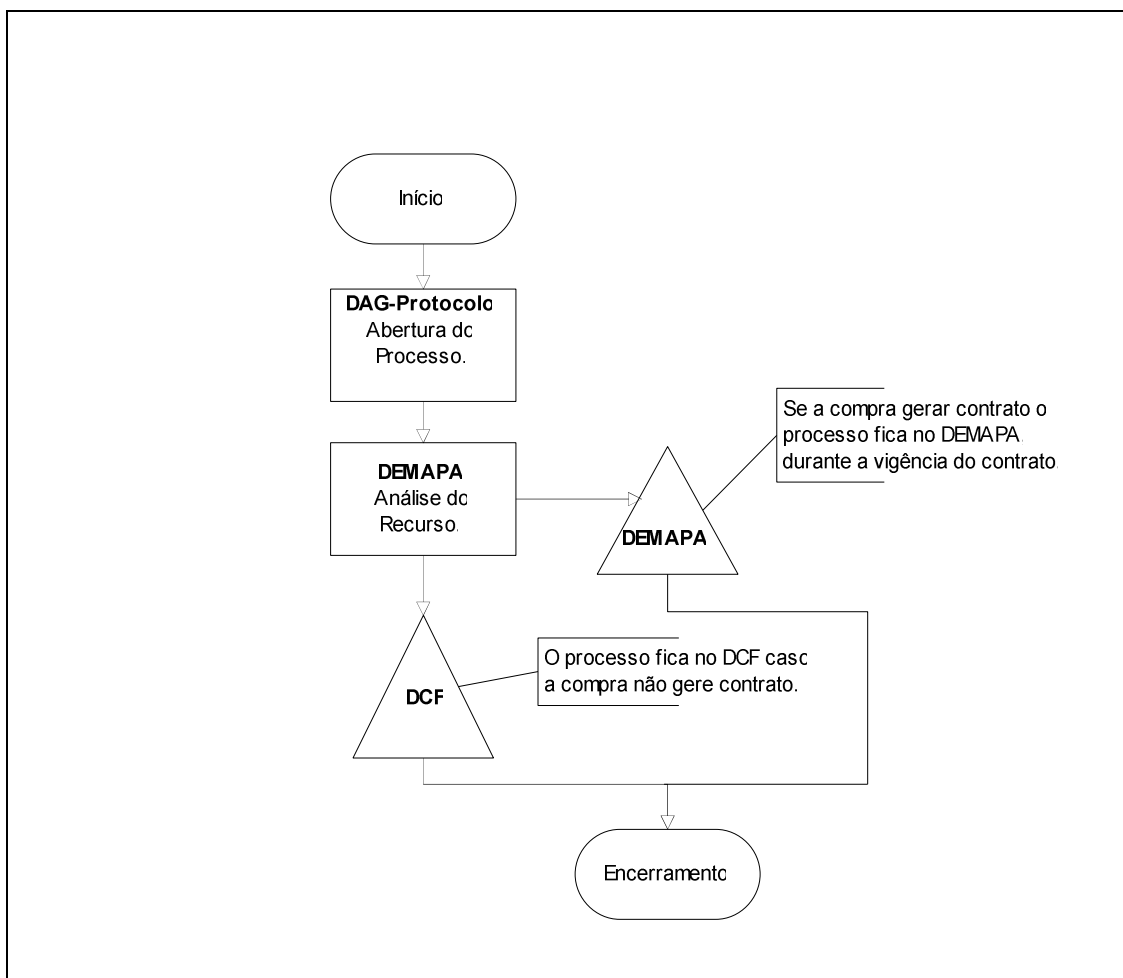 Início
DAG-Protocolo
Abertura do
Processo.
Se a compra gerar contrato o
processo fica no DEMAPA
durante a vigência do contrato.
DEMAPA
Análise do
Recurso.
DEMAPA
O processo fica no DCF caso
a compra não gere contrato.
DCF
Encerramento